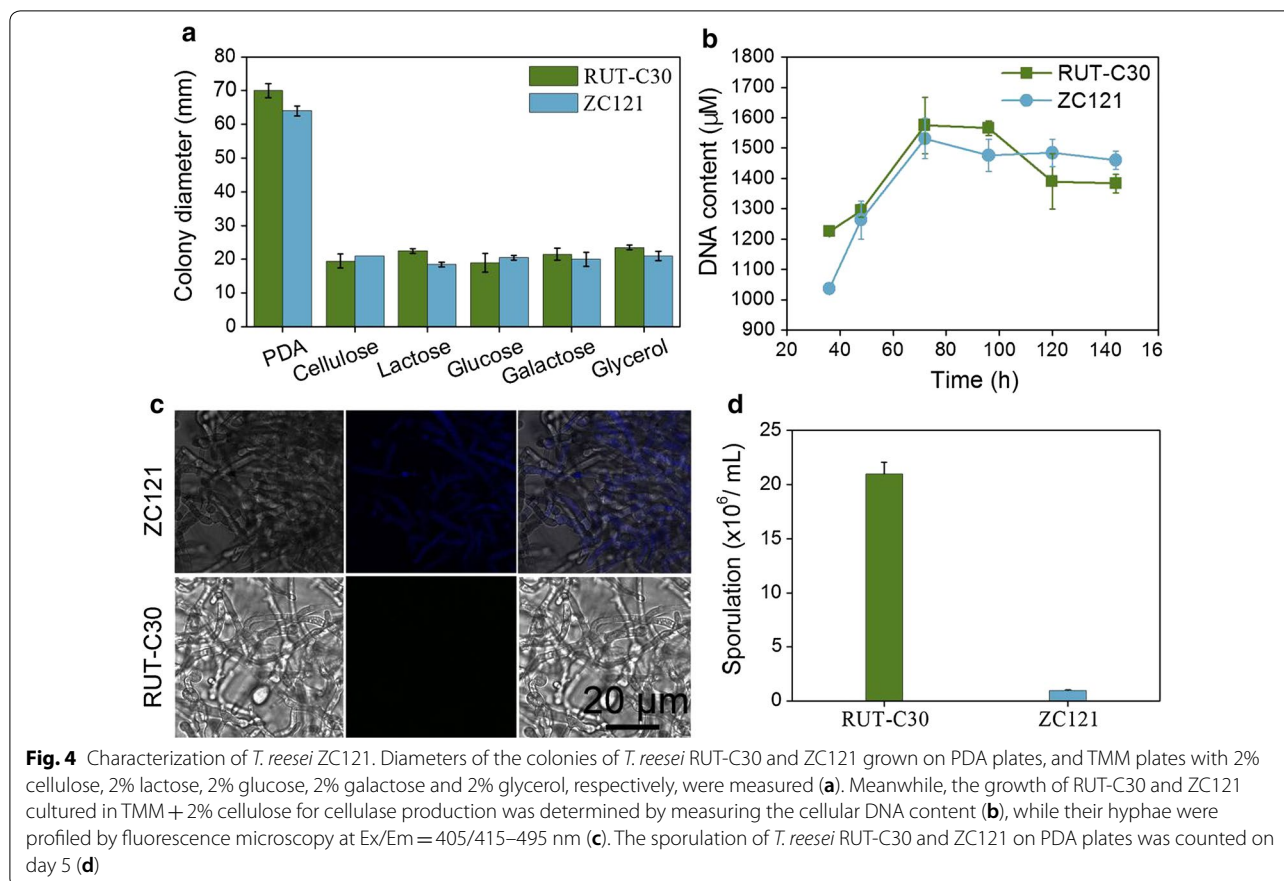 a
80
70
60
50
40
30
20
10
0
Colony diameter (mm)
RUT-C30
ZC121
PDA
Cellulose
Lactose
Glucose
Galactose
Glycerol
b
1800
1700
1600
1500
1400
1300
1200
1100
1000
900
DNA content (µM)
RUT-C30
ZC121
20 40 60 80 100 120 140 16
Time (h)
c
ZC121
RUT-C30
20 µm
d
25
20
15
10
5
0
Sporulation (x10⁶/ mL)
RUT-C30 ZC121
Fig. 4 Characterization of T. reesei ZC121. Diameters of the colonies of T. reesei RUT-C30 and ZC121 grown on PDA plates, and TMM plates with 2%
cellulose, 2% lactose, 2% glucose, 2% galactose and 2% glycerol, respectively, were measured (a). Meanwhile, the growth of RUT-C30 and ZC121
cultured in TMM + 2% cellulose for cellulase production was determined by measuring the cellular DNA content (b), while their hyphae were
profiled by fluorescence microscopy at Ex/Em = 405/415–495 nm (c). The sporulation of T. reesei RUT-C30 and ZC121 on PDA plates was counted on
day 5 (d)